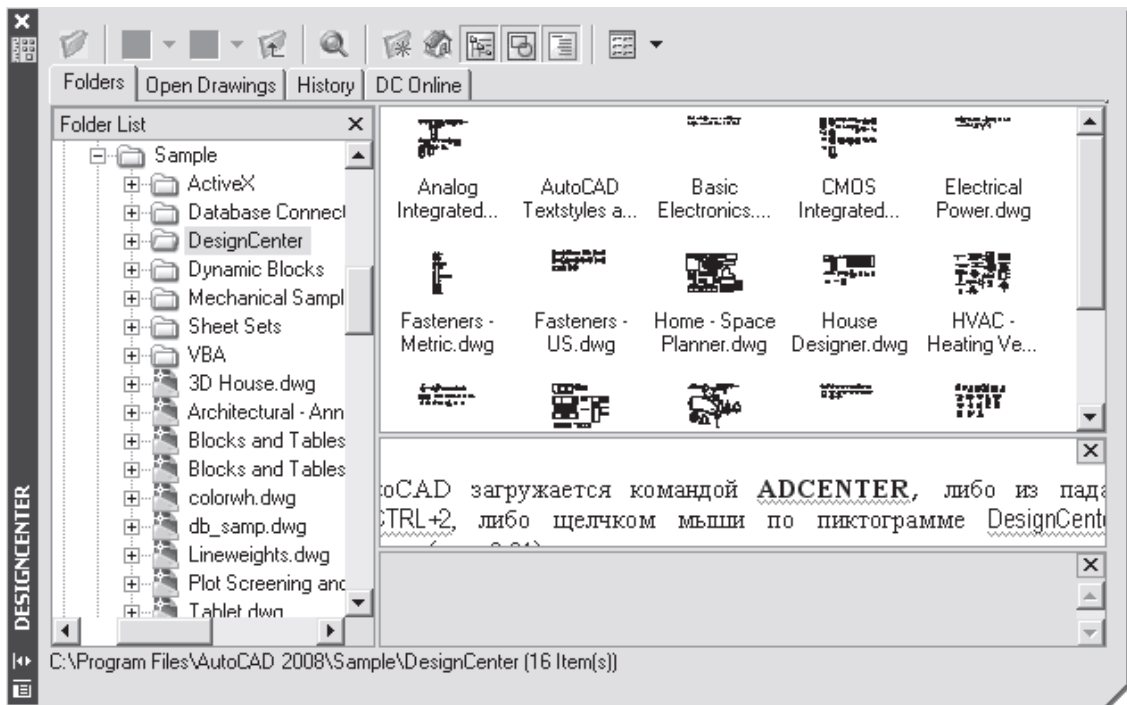 Folders Open Drawings History DC Online
Folder List
Sample
ActiveX
Database Connect
DesignCenter
Dynamic Blocks
Mechanical Sampl
Sheet Sets
VBA
3D House.dwg
Architectural - Ann
Blocks and Tables
Blocks and Tables
colorwh.dwg
db_samp.dwg
Lineweights.dwg
Plot Screening and
Tablet.dwg
Analog
Integrated...
AutoCAD
Textstyles a...
Basic
Electronics....
CMOS
Integrated...
Electrical
Power.dwg
Fasteners -
Metric.dwg
Fasteners -
US.dwg
Home - Space
Planner.dwg
House
Designer.dwg
HVAC -
Heating Ve...
toCAD загружается командой ADCENTER, либо из пада
CTRL+2, либо щелчком мыши по пиктограмме DesignCente
DESIGNCENTER
C:\Program Files\AutoCAD 2008\Sample\DesignCenter (16 Item(s))